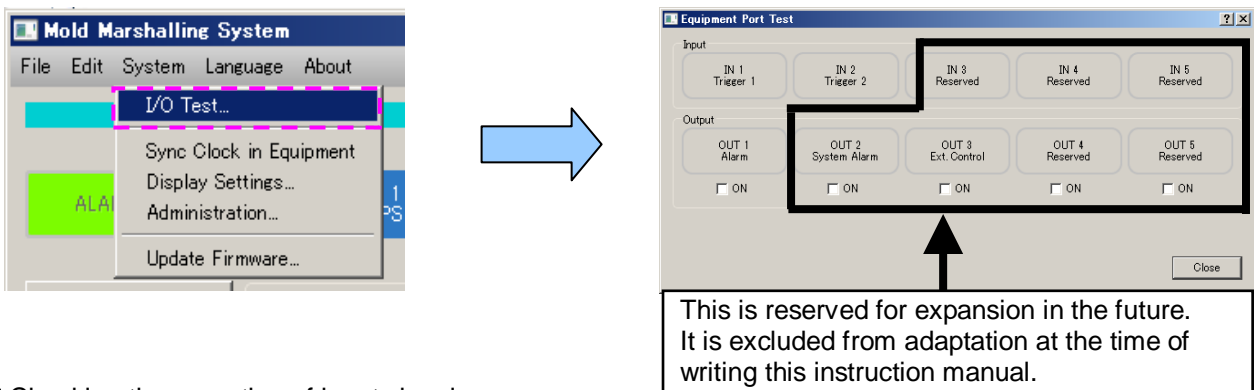 Mold Marshalling System
File Edit System Language About
I/O Test...
Sync Clock in Equipment
Display Settings...
Administration...
Update Firmware...
Equipment Port Test
Input
IN 1
Trigger 1
IN 2
Trigger 2
IN 3
Reserved
IN 4
Reserved
IN 5
Reserved
Output
OUT 1
Alarm
OUT 2
System Alarm
OUT 3
Ext. Control
OUT 4
Reserved
OUT 5
Reserved
ON ON ON ON ON
Close
This is reserved for expansion in the future.
It is excluded from adaptation at the time of
writing this instruction manual.